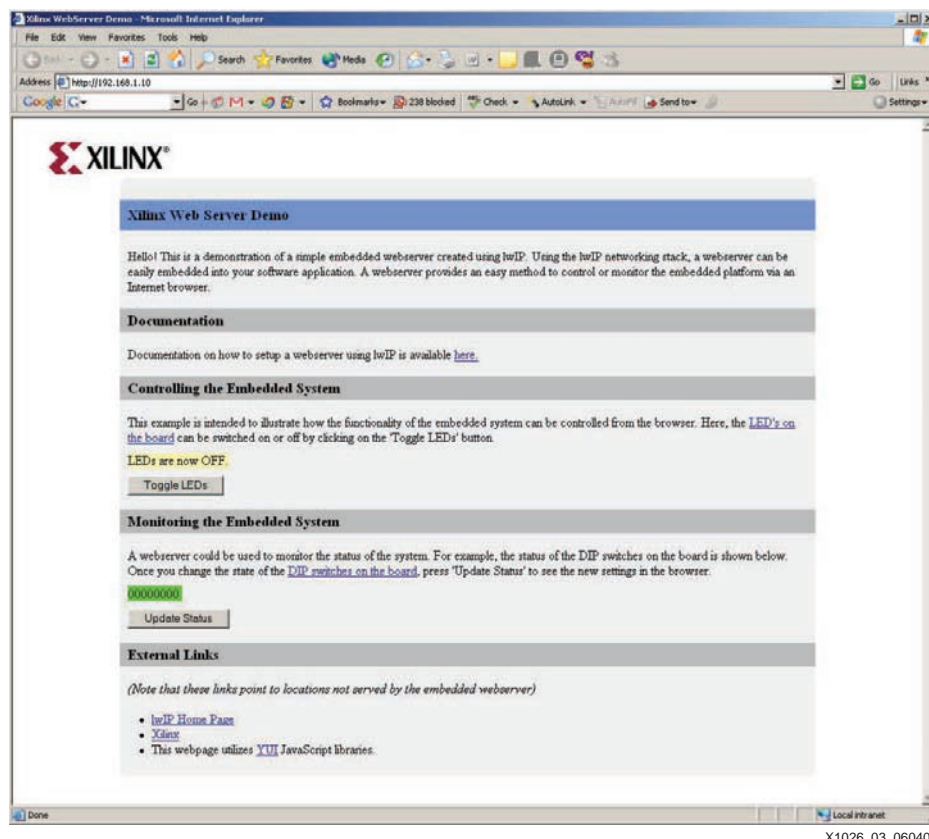 Xilinx WebServer Demo - Microsoft Internet Explorer
File Edit View Favorites Tools Help
Search Favorites Media
Address http://192.168.1.10 Go Links
Google Go Bookmarks 238 blocked Check AutoLink AutoFill Send to Settings
XILINX®
Xilinx Web Server Demo
Hello! This is a demonstration of a simple embedded webserver created using lwIP. Using the lwIP networking stack, a webserver can be
easily embedded into your software application. A webserver provides an easy method to control or monitor the embedded platform via an
Internet browser.
Documentation
Documentation on how to setup a webserver using lwIP is available here.
Controlling the Embedded System
This example is intended to illustrate how the functionality of the embedded system can be controlled from the browser. Here, the LED's on
the board can be switched on or off by clicking on the 'Toggle LEDs' button.
LEDs are now OFF.
Toggle LEDs
Monitoring the Embedded System
A webserver could be used to monitor the status of the system. For example, the status of the DIP switches on the board is shown below.
Once you change the state of the DIP switches on the board, press 'Update Status' to see the new settings in the browser.
00000000
Update Status
External Links
(Note that these links point to locations not served by the embedded webserver)
• lwIP Home Page
• Xilinx
• This webpage utilizes YUI JavaScript libraries.
Done Local intranet